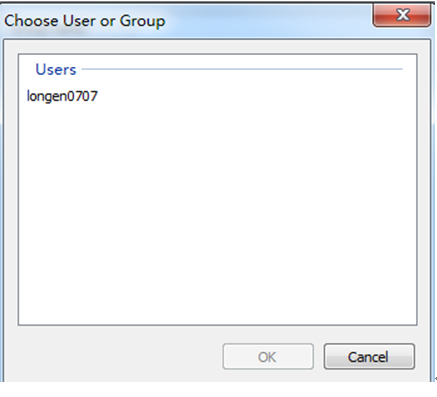 Choose User or Group
Users
longen0707
OK
Cancel